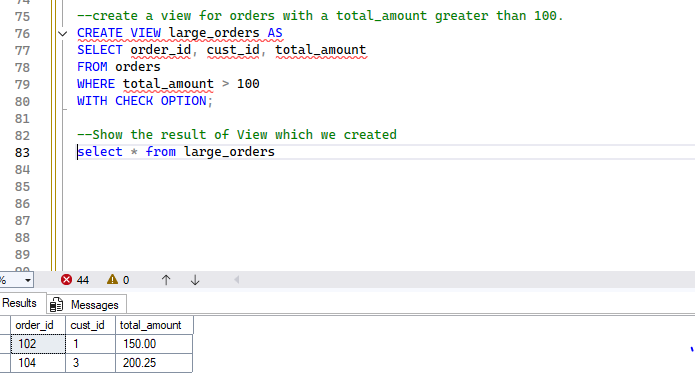 75 --create a view for orders with a total_amount greater than 100.
76 CREATE VIEW large_orders AS
77 SELECT order_id, cust_id, total_amount
78 FROM orders
79 WHERE total_amount > 100
80 WITH CHECK OPTION;
81
82 --Show the result of View which we created
83 select * from large_orders
84
85
86
87
88
89
% 44 0
Results Messages
order_id cust_id total_amount
102 1 150.00
104 3 200.25